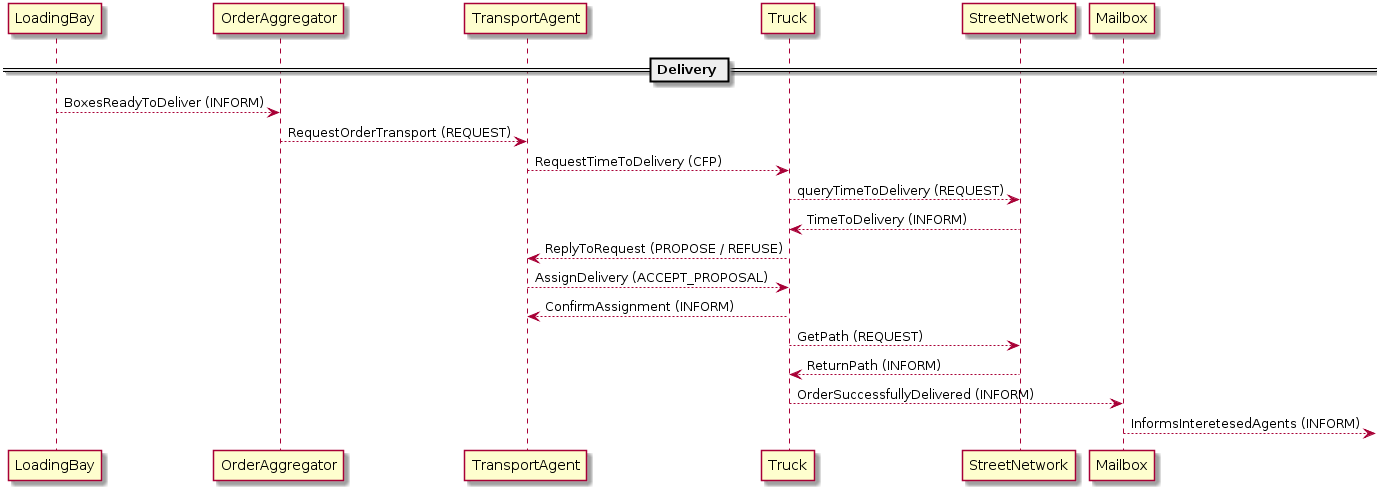 LoadingBay OrderAggregator TransportAgent Truck StreetNetwork Mailbox
Delivery
BoxesReadyToDeliver (INFORM)
RequestOrderTransport (REQUEST)
RequestTimeToDelivery (CFP)
queryTimeToDelivery (REQUEST)
TimeToDelivery (INFORM)
ReplyToRequest (PROPOSE / REFUSE)
AssignDelivery (ACCEPT_PROPOSAL)
ConfirmAssignment (INFORM)
GetPath (REQUEST)
ReturnPath (INFORM)
OrderSuccessfullyDelivered (INFORM)
InformsInteretesedAgents (INFORM)
LoadingBay OrderAggregator TransportAgent Truck StreetNetwork Mailbox